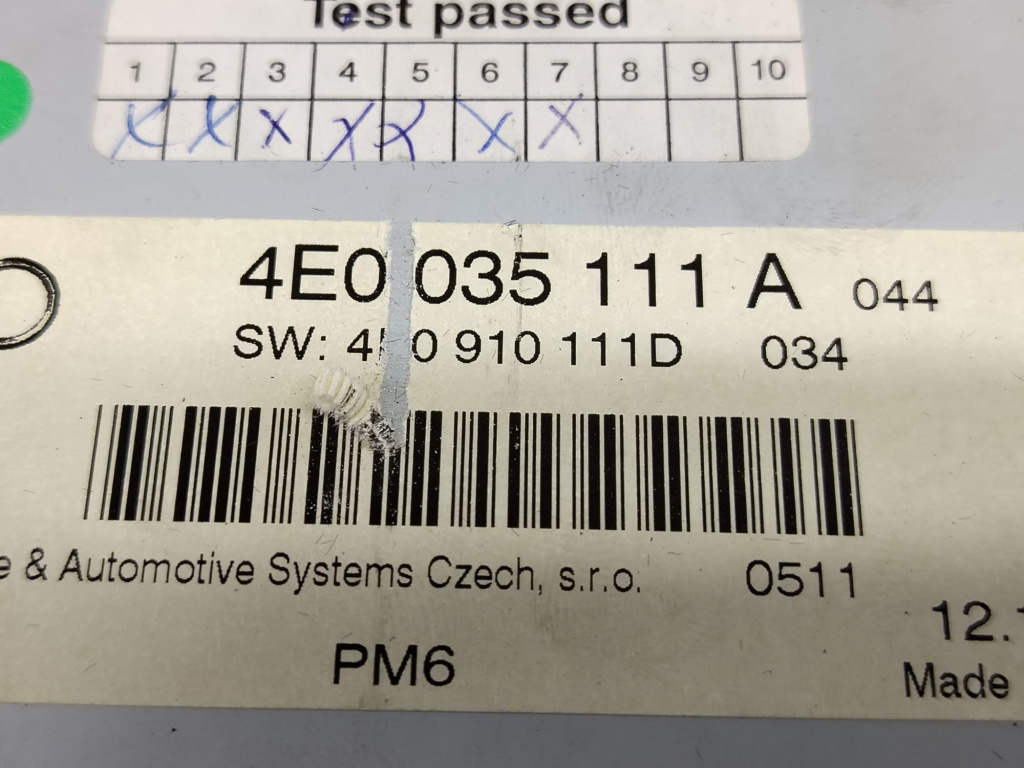 Test passed
1 2 3 4 5 6 7 8 9 10
X X X X X X X
4E0 035 111 A 044
SW: 4 0 910 111D 034
e & Automotive Systems Czech, s.r.o. 0511
12.
PM6
Made